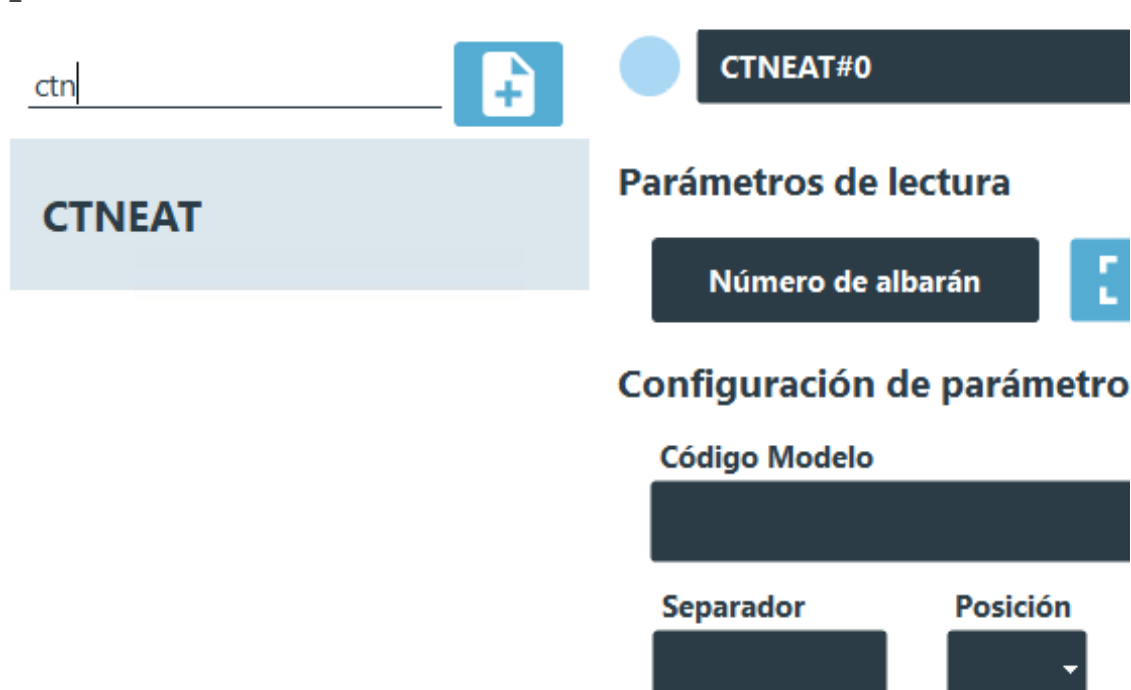 ctn
CTNEAT
CTNEAT#0
Parámetros de lectura
Número de albarán
Configuración de parámetro
Código Modelo
Separador
Posición